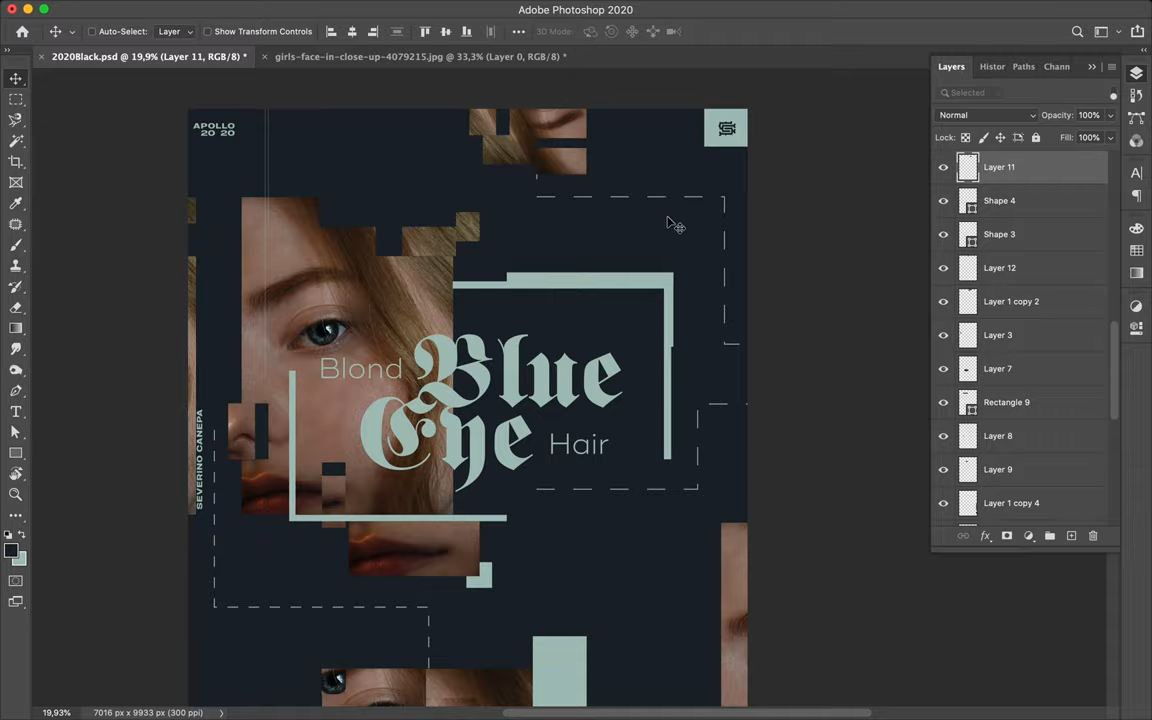 Adobe Photoshop 2020
Auto-Select:
Layer
Show Transform Controls
3D Mode:
2020Black.psd @ 19,9% (Layer 11, RGB/8) *
girls-face-in-close-up-4079215.jpg @ 33,3% (Layer 0, RGB/8) *
Layers
Histor
Paths
Chann
Selected
Normal
Opacity: 100%
Lock:
Fill: 100%
Layer 11
Shape 4
Shape 3
Layer 12
Layer 1 copy 2
Layer 3
Layer 7
Rectangle 9
Layer 8
Layer 9
Layer 1 copy 4
fx
APOLLO
20 20
Blond Blue
Eye Hair
SEVERINO CANEPA
19,93%
7016 px x 9933 px (300 ppi)